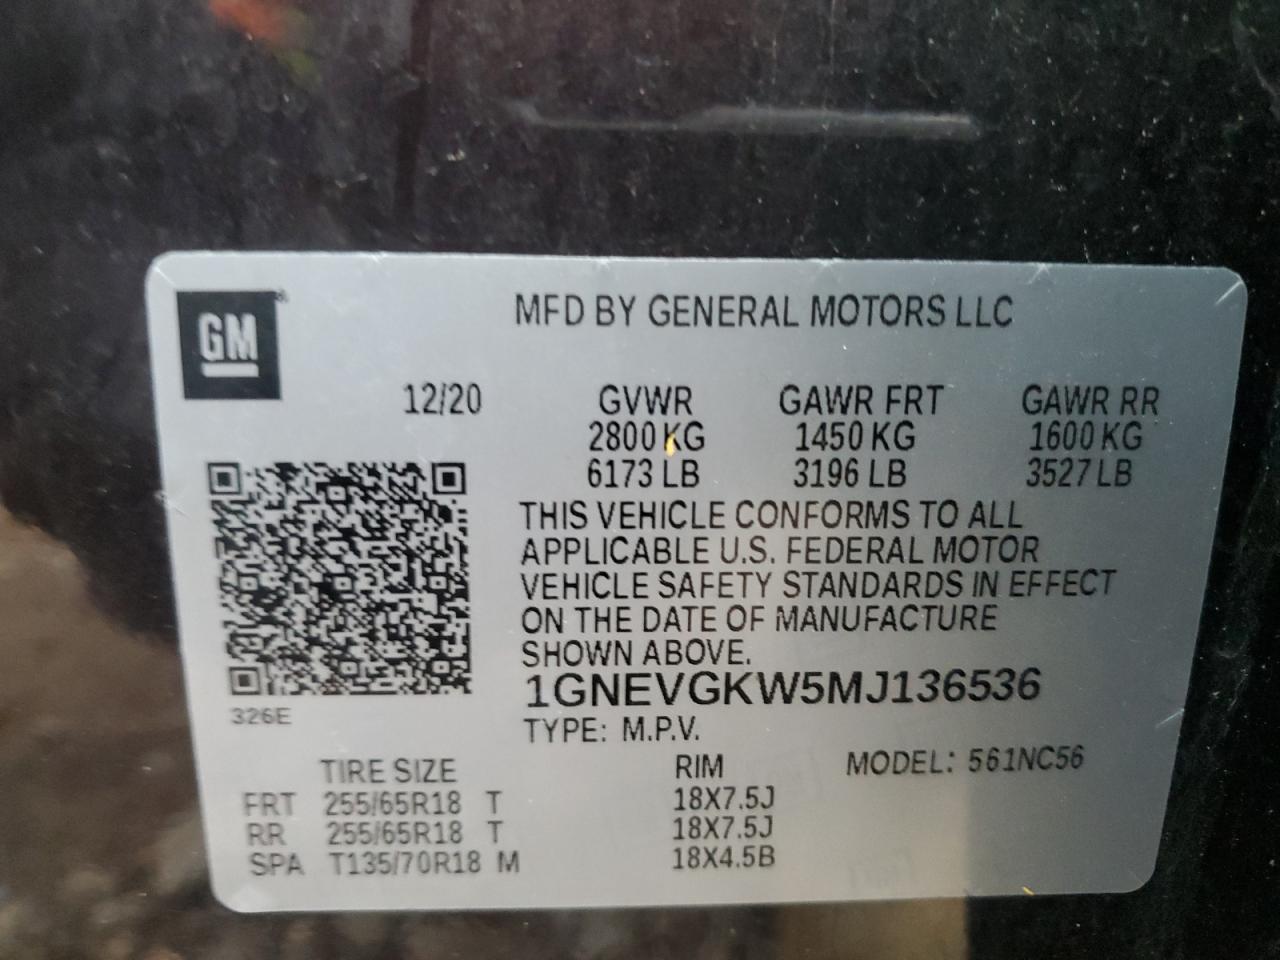 GM
MFD BY GENERAL MOTORS LLC
12/20 GVWR GAWR FRT GAWR RR
2800 KG 1450 KG 1600 KG
6173 LB 3196 LB 3527 LB
THIS VEHICLE CONFORMS TO ALL
APPLICABLE U.S. FEDERAL MOTOR
VEHICLE SAFETY STANDARDS IN EFFECT
ON THE DATE OF MANUFACTURE
SHOWN ABOVE.
1GNEVGKW5MJ136536
326E
TYPE: M.P.V.
TIRE SIZE RIM MODEL: 561NC56
FRT 255/65R18 T 18X7.5J
RR 255/65R18 T 18X7.5J
SPA T135/70R18 M 18X4.5B